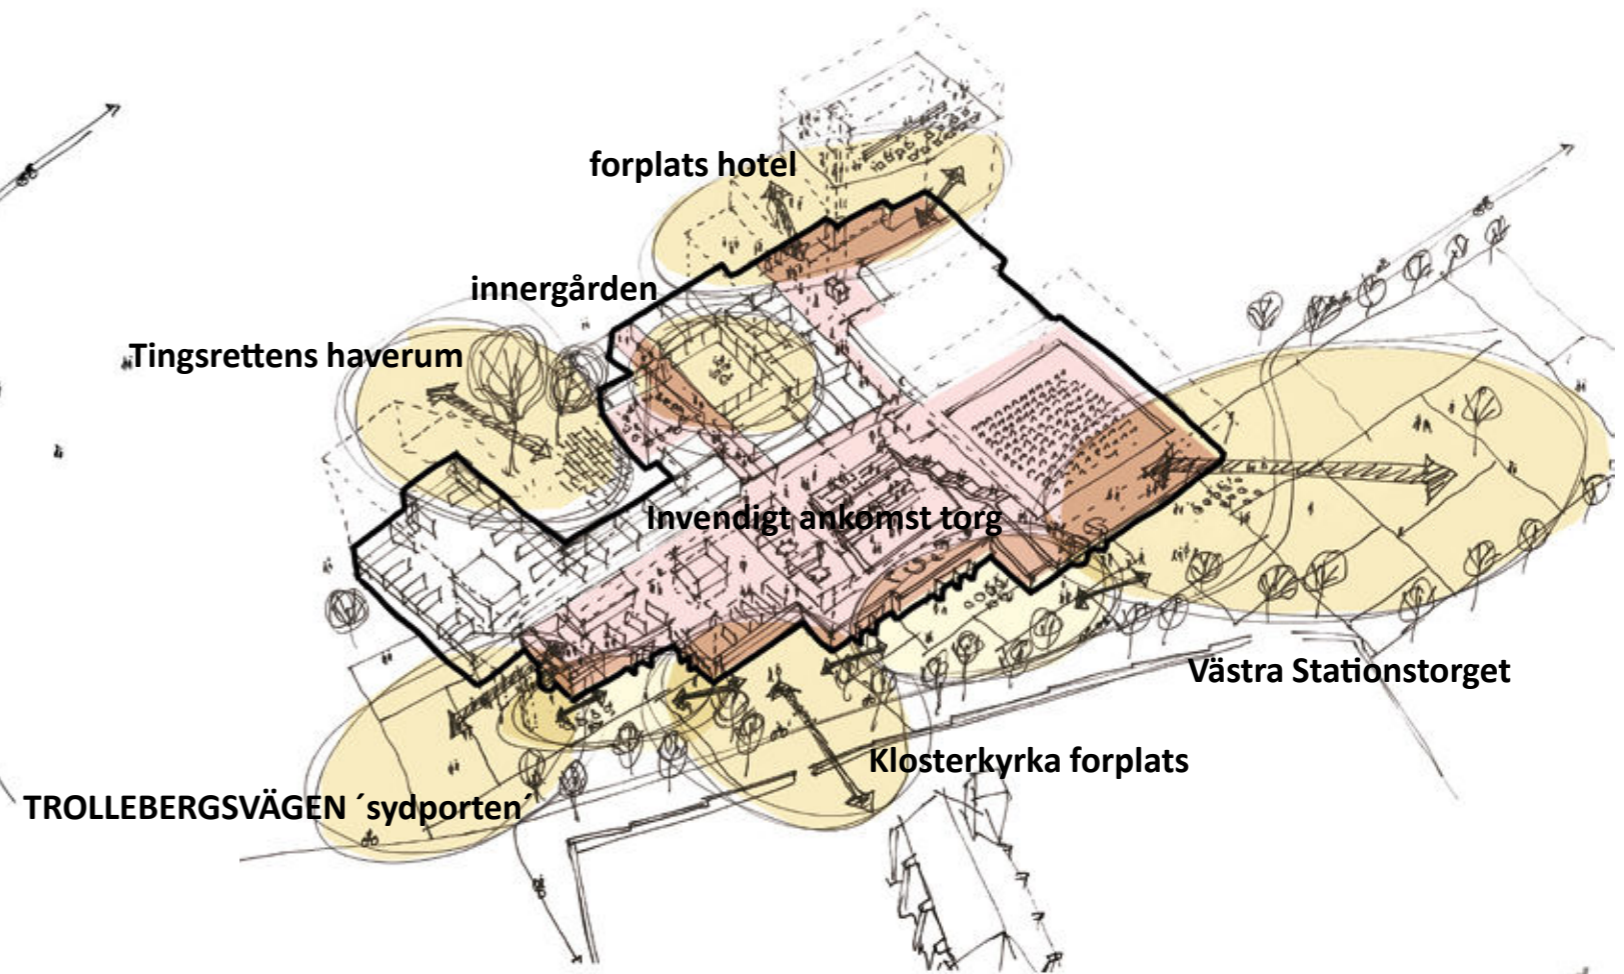 forplats hotel
innergården
Tingsrettens haverum
Invendigt ankomst torg
Västra Stationstorget
Klosterkyrka forplats
TROLLEBERGSVÄGEN ´sydporten´